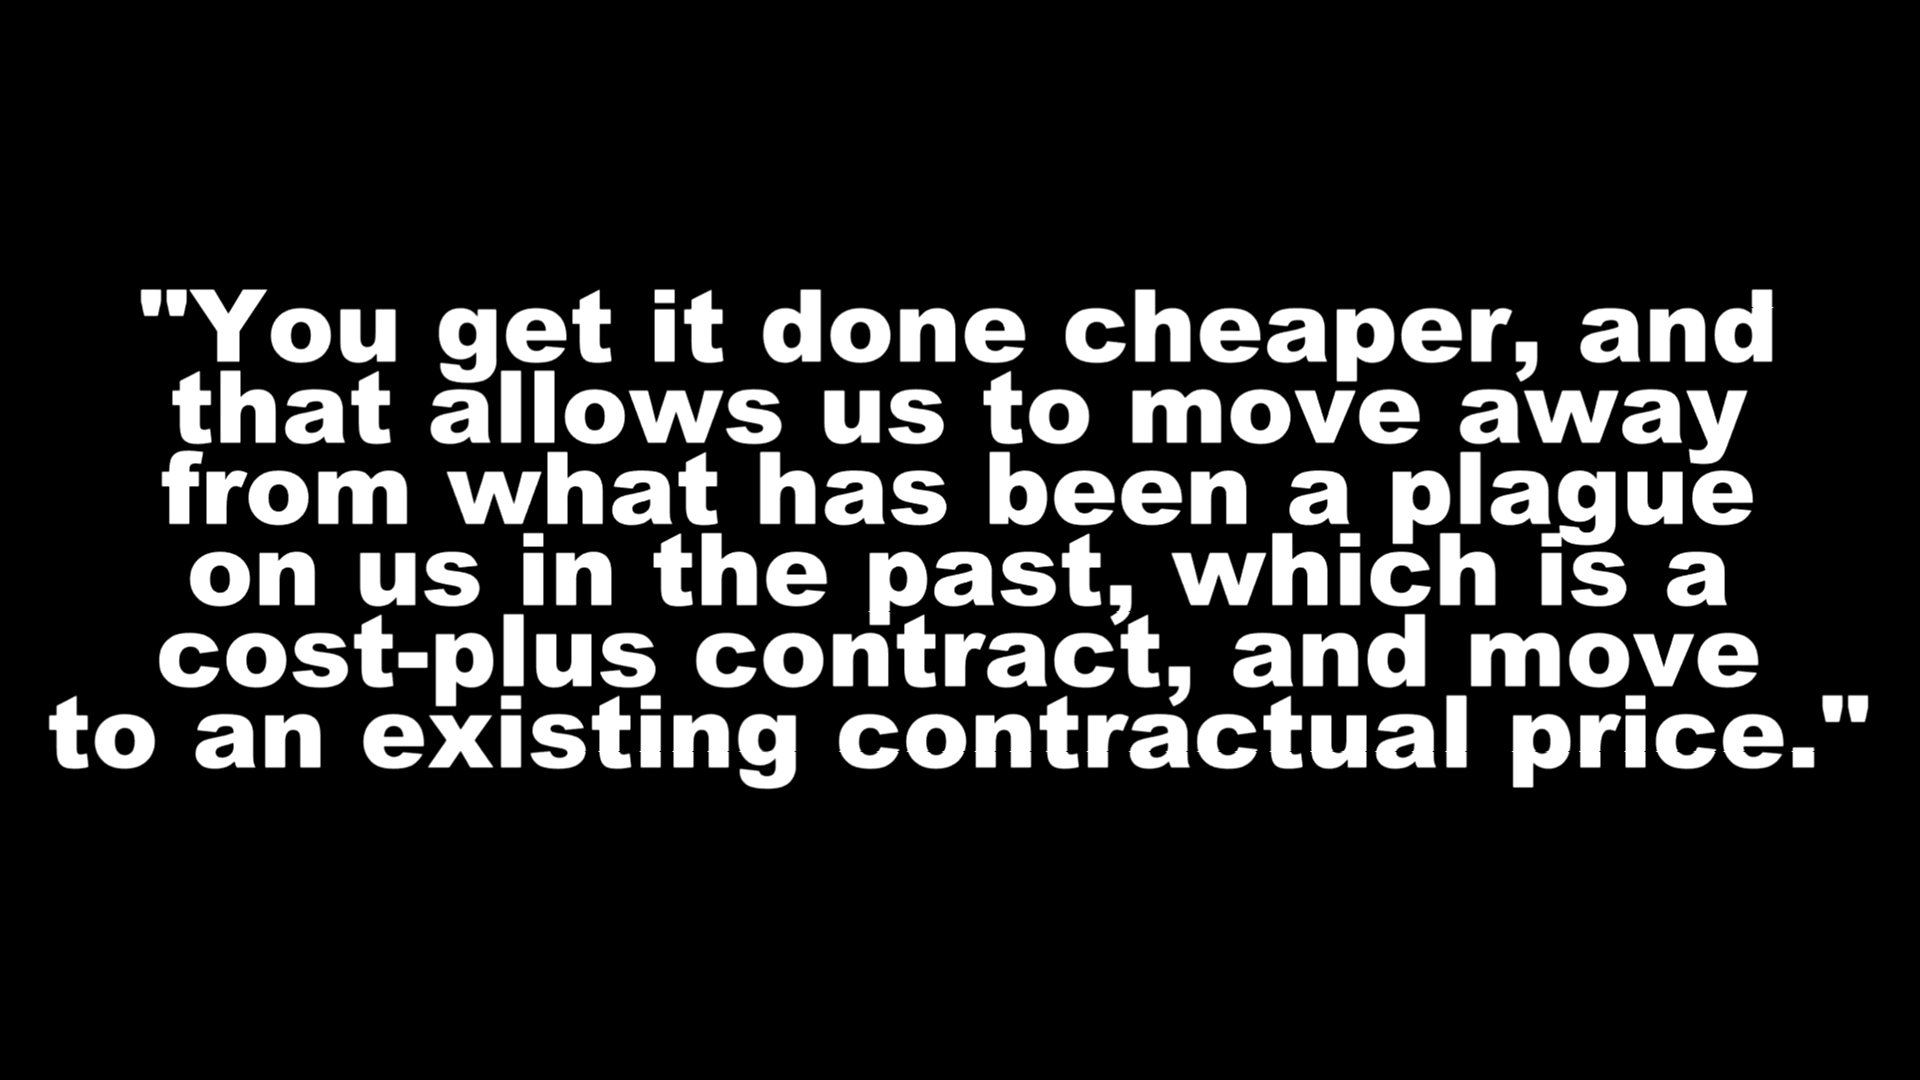 "You get it done cheaper, and
that allows us to move away
from what has been a plague
on us in the past, which is a
cost-plus contract, and move
to an existing contractual price."